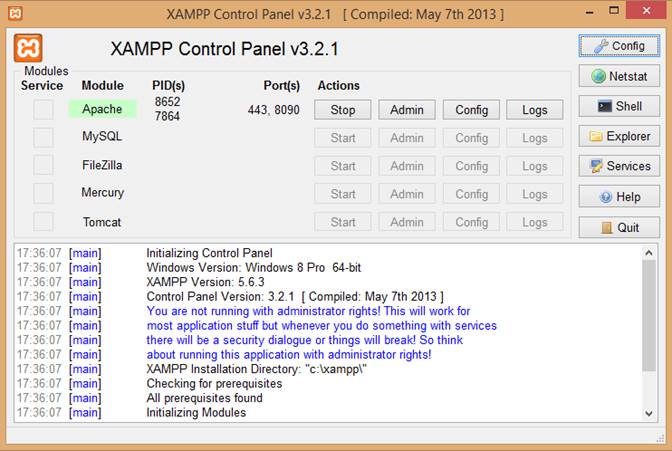 XAMPP Control Panel v3.2.1 [ Compiled: May 7th 2013 ]
XAMPP Control Panel v3.2.1
Config
Modules
Service Module PID(s) Port(s) Actions
Netstat
Apache 8652 7864 443, 8090 Stop Admin Config Logs
Shell
MySQL Start Admin Config Logs
Explorer
FileZilla Start Admin Config Logs
Services
Mercury Start Admin Config Logs
Help
Tomcat Start Admin Config Logs
Quit
17:36:07 [main] Initializing Control Panel
17:36:07 [main] Windows Version: Windows 8 Pro 64-bit
17:36:07 [main] XAMPP Version: 5.6.3
17:36:07 [main] Control Panel Version: 3.2.1 [ Compiled: May 7th 2013 ]
17:36:07 [main] You are not running with administrator rights! This will work for
17:36:07 [main] most application stuff but whenever you do something with services
17:36:07 [main] there will be a security dialogue or things will break! So think
17:36:07 [main] about running this application with administrator rights!
17:36:07 [main] XAMPP Installation Directory: "c:\xampp\"
17:36:07 [main] Checking for prerequisites
17:36:07 [main] All prerequisites found
17:36:07 [main] Initializing Modules